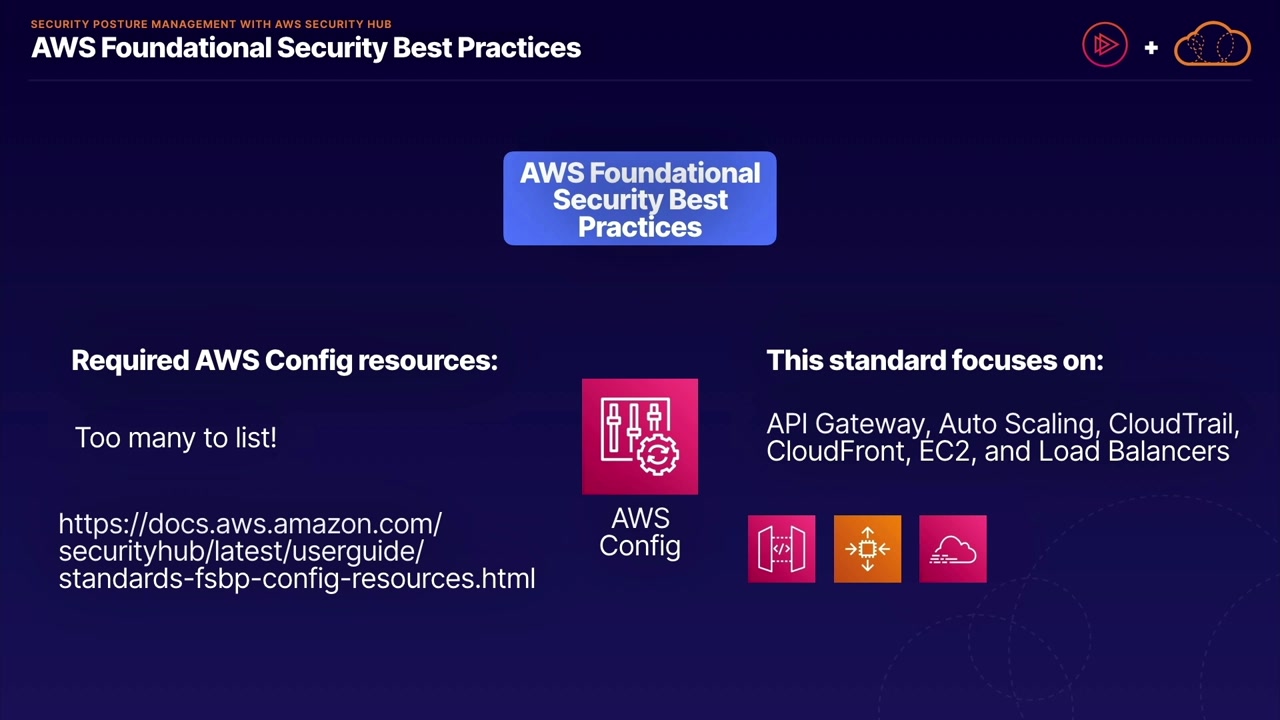 SECURITY POSTURE MANAGEMENT WITH AWS SECURITY HUB
AWS Foundational Security Best Practices
+
AWS Foundational
Security Best
Practices
Required AWS Config resources:
Too many to list!
https://docs.aws.amazon.com/
securityhub/latest/userguide/
standards-fsbp-config-resources.html
AWS
Config
This standard focuses on:
API Gateway, Auto Scaling, CloudTrail,
CloudFront, EC2, and Load Balancers